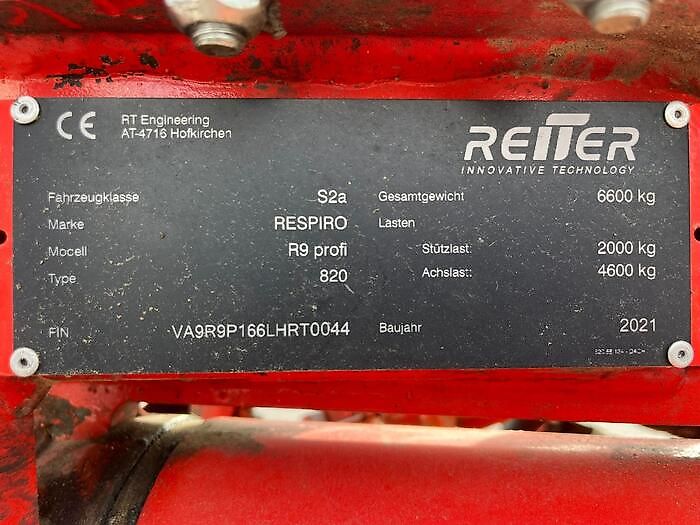 CE
RT Engineering
AT-4716 Hofkirchen
REITER
INNOVATIVE TECHNOLOGY
Fahrzeugklasse S2a Gesamtgewicht 6600 kg
Marke RESPIRO Lasten
Modell R9 profi Stützlast: 2000 kg
Type 820 Achslast: 4600 kg
FIN VA9R9P166LHRT0044 Baujahr 2021